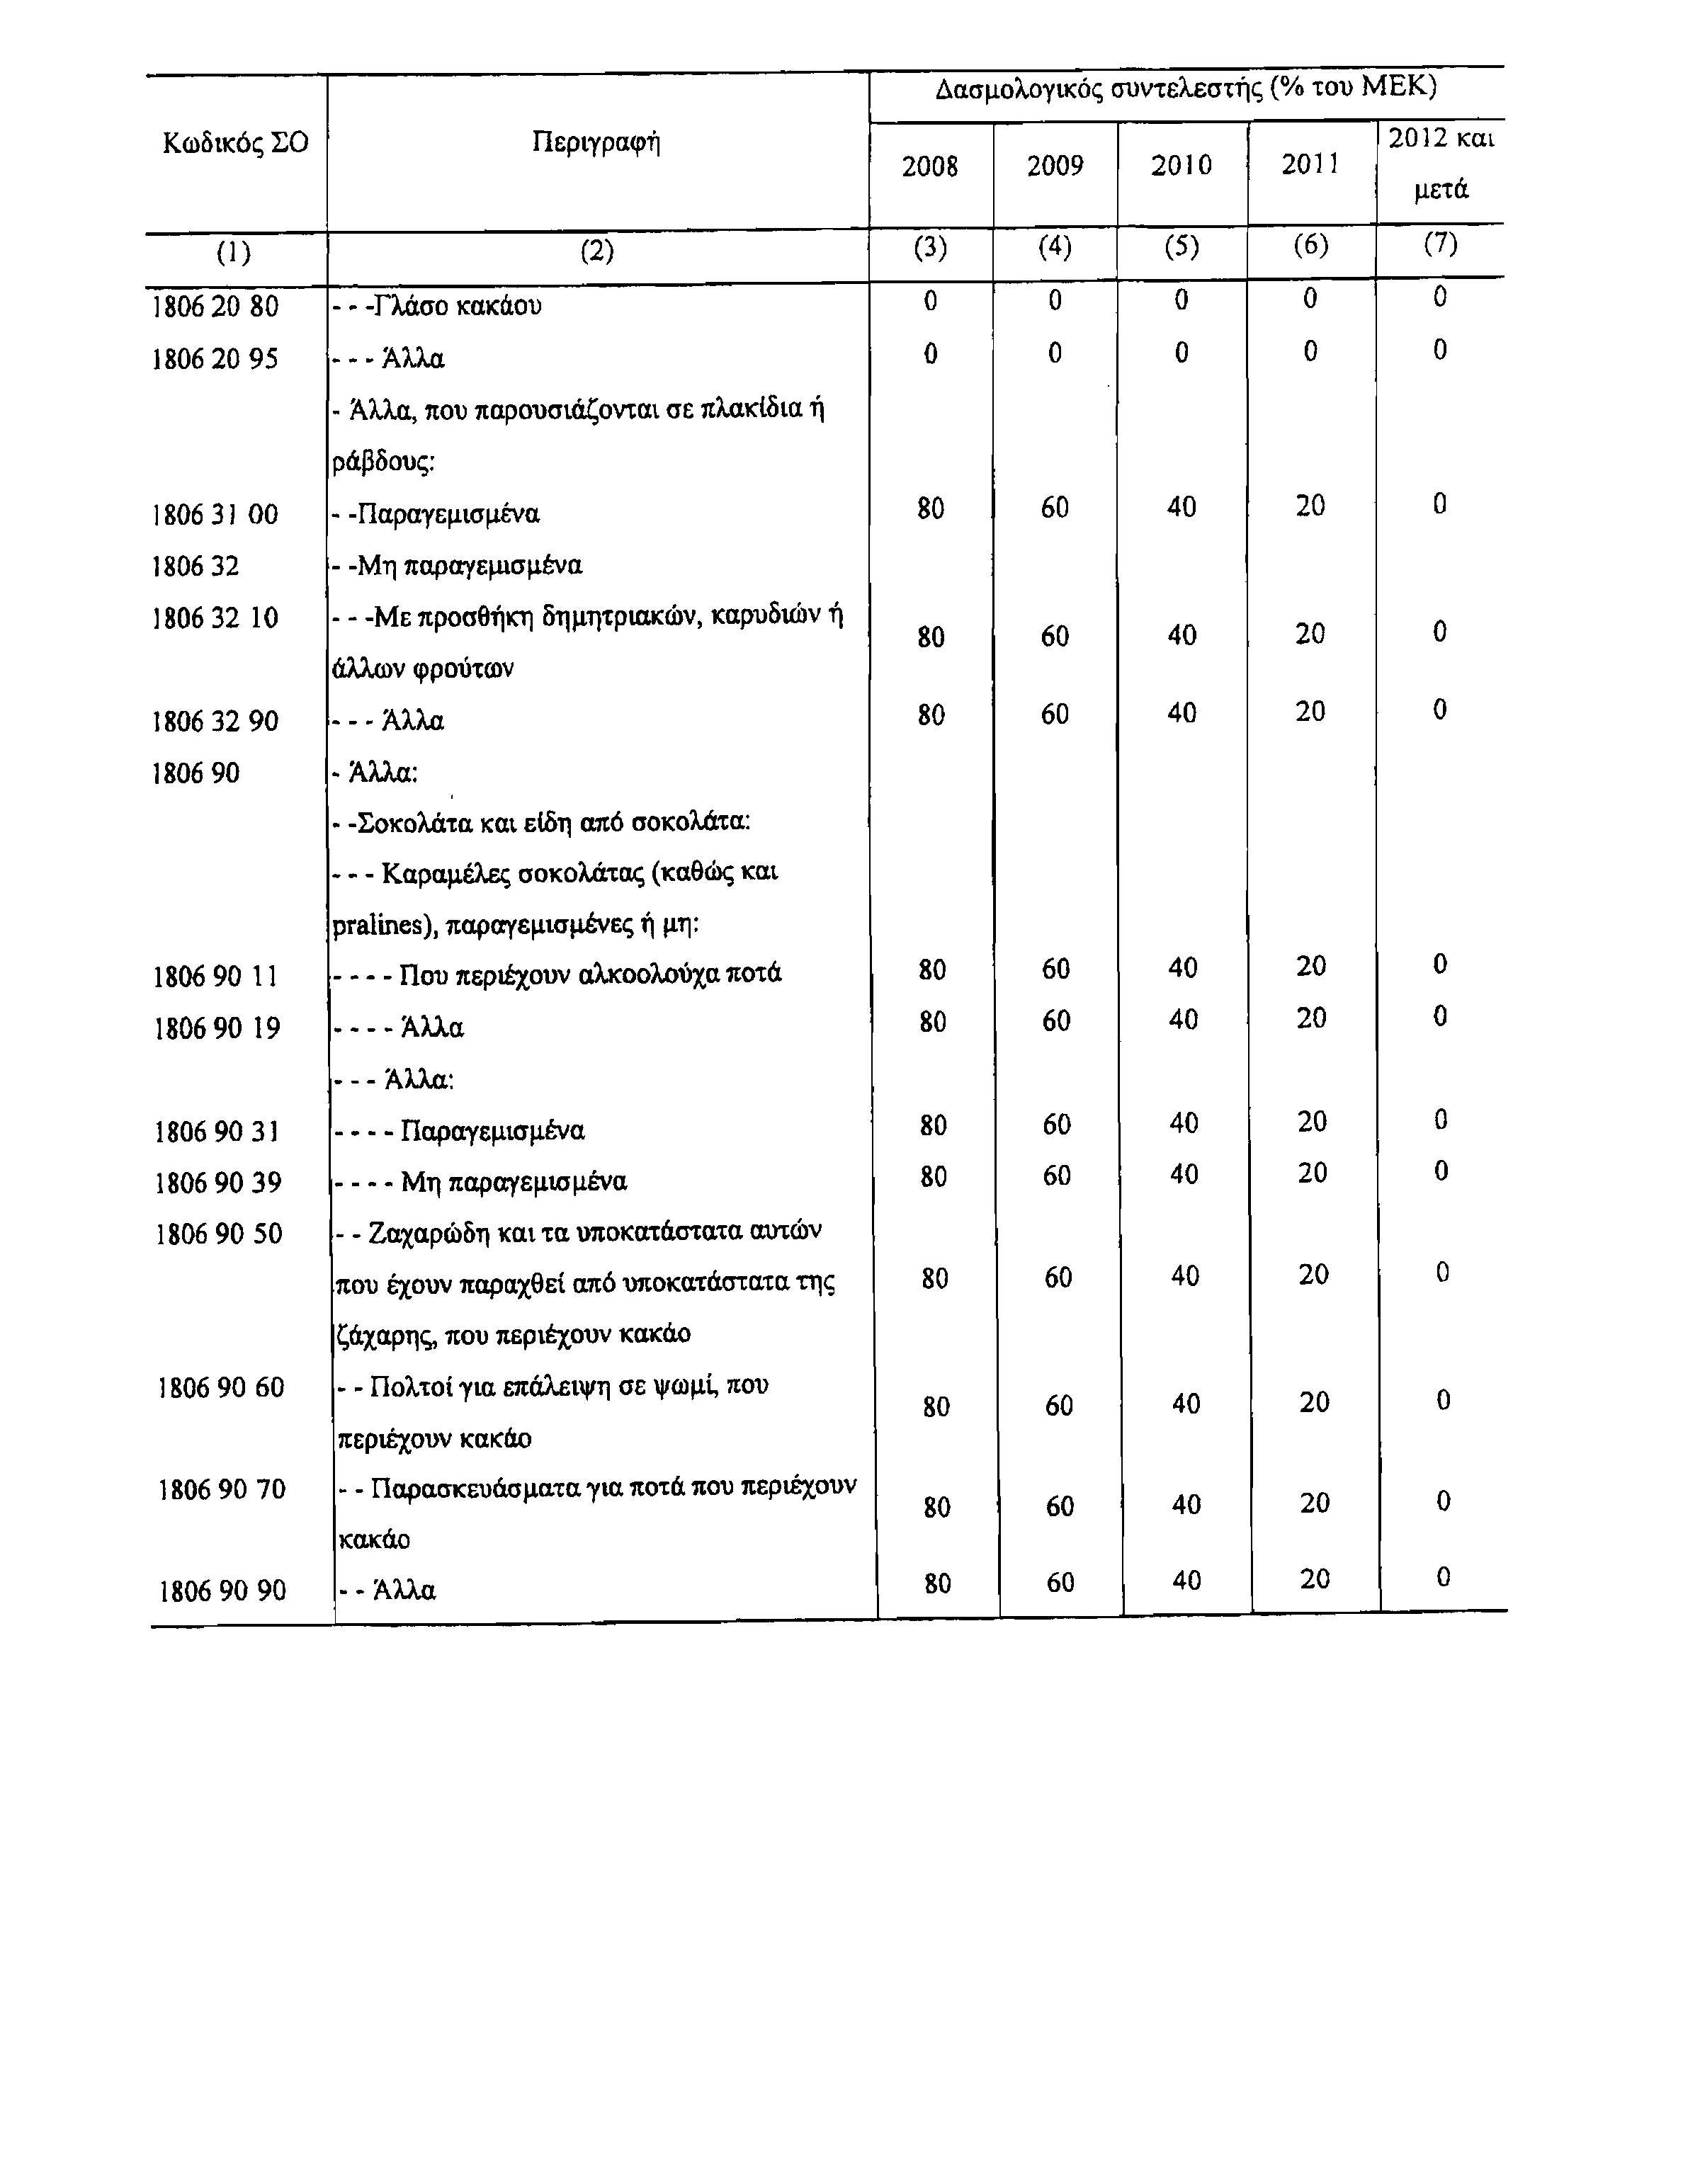 Δασμολογικός συντελεστής (% του ΜΕΚ)
Κωδικός ΣΟ Περιγραφή 2008 2009 2010 2011 2012 και
μετά
(1) (2) (3) (4) (5) (6) (7)
1806 20 80 - - -Γλάσο κακάου 0 0 0 0 0
1806 20 95 - - - Άλλα 0 0 0 0 0
- Άλλα, που παρουσιάζονται σε πλακίδια ή
ράβδους:
1806 31 00 - -Παραγεμισμένα 80 60 40 20 0
1806 32 - -Μη παραγεμισμένα
1806 32 10 - - -Με προσθήκη δημητριακών, καρυδιών ή
άλλων φρούτων 80 60 40 20 0
1806 32 90 - - - Άλλα 80 60 40 20 0
1806 90 - Άλλα:
- -Σοκολάτα και είδη από σοκολάτα:
- - - Καραμέλες σοκολάτας (καθώς και
pralines), παραγεμισμένες ή μη:
1806 90 11 - - - - Που περιέχουν αλκοολούχα ποτά 80 60 40 20 0
1806 90 19 - - - - Άλλα 80 60 40 20 0
- - - Άλλα:
1806 90 31 - - - - Παραγεμισμένα 80 60 40 20 0
1806 90 39 - - - - Μη παραγεμισμένα 80 60 40 20 0
1806 90 50 - - Ζαχαρώδη και τα υποκατάστατα αυτών
που έχουν παραχθεί από υποκατάστατα της 80 60 40 20 0
ζάχαρης, που περιέχουν κακάο
1806 90 60 - - Πολτοί για επάλειψη σε ψωμί, που
περιέχουν κακάο 80 60 40 20 0
1806 90 70 - - Παρασκευάσματα για ποτά που περιέχουν
κακάο 80 60 40 20 0
1806 90 90 - - Άλλα 80 60 40 20 0